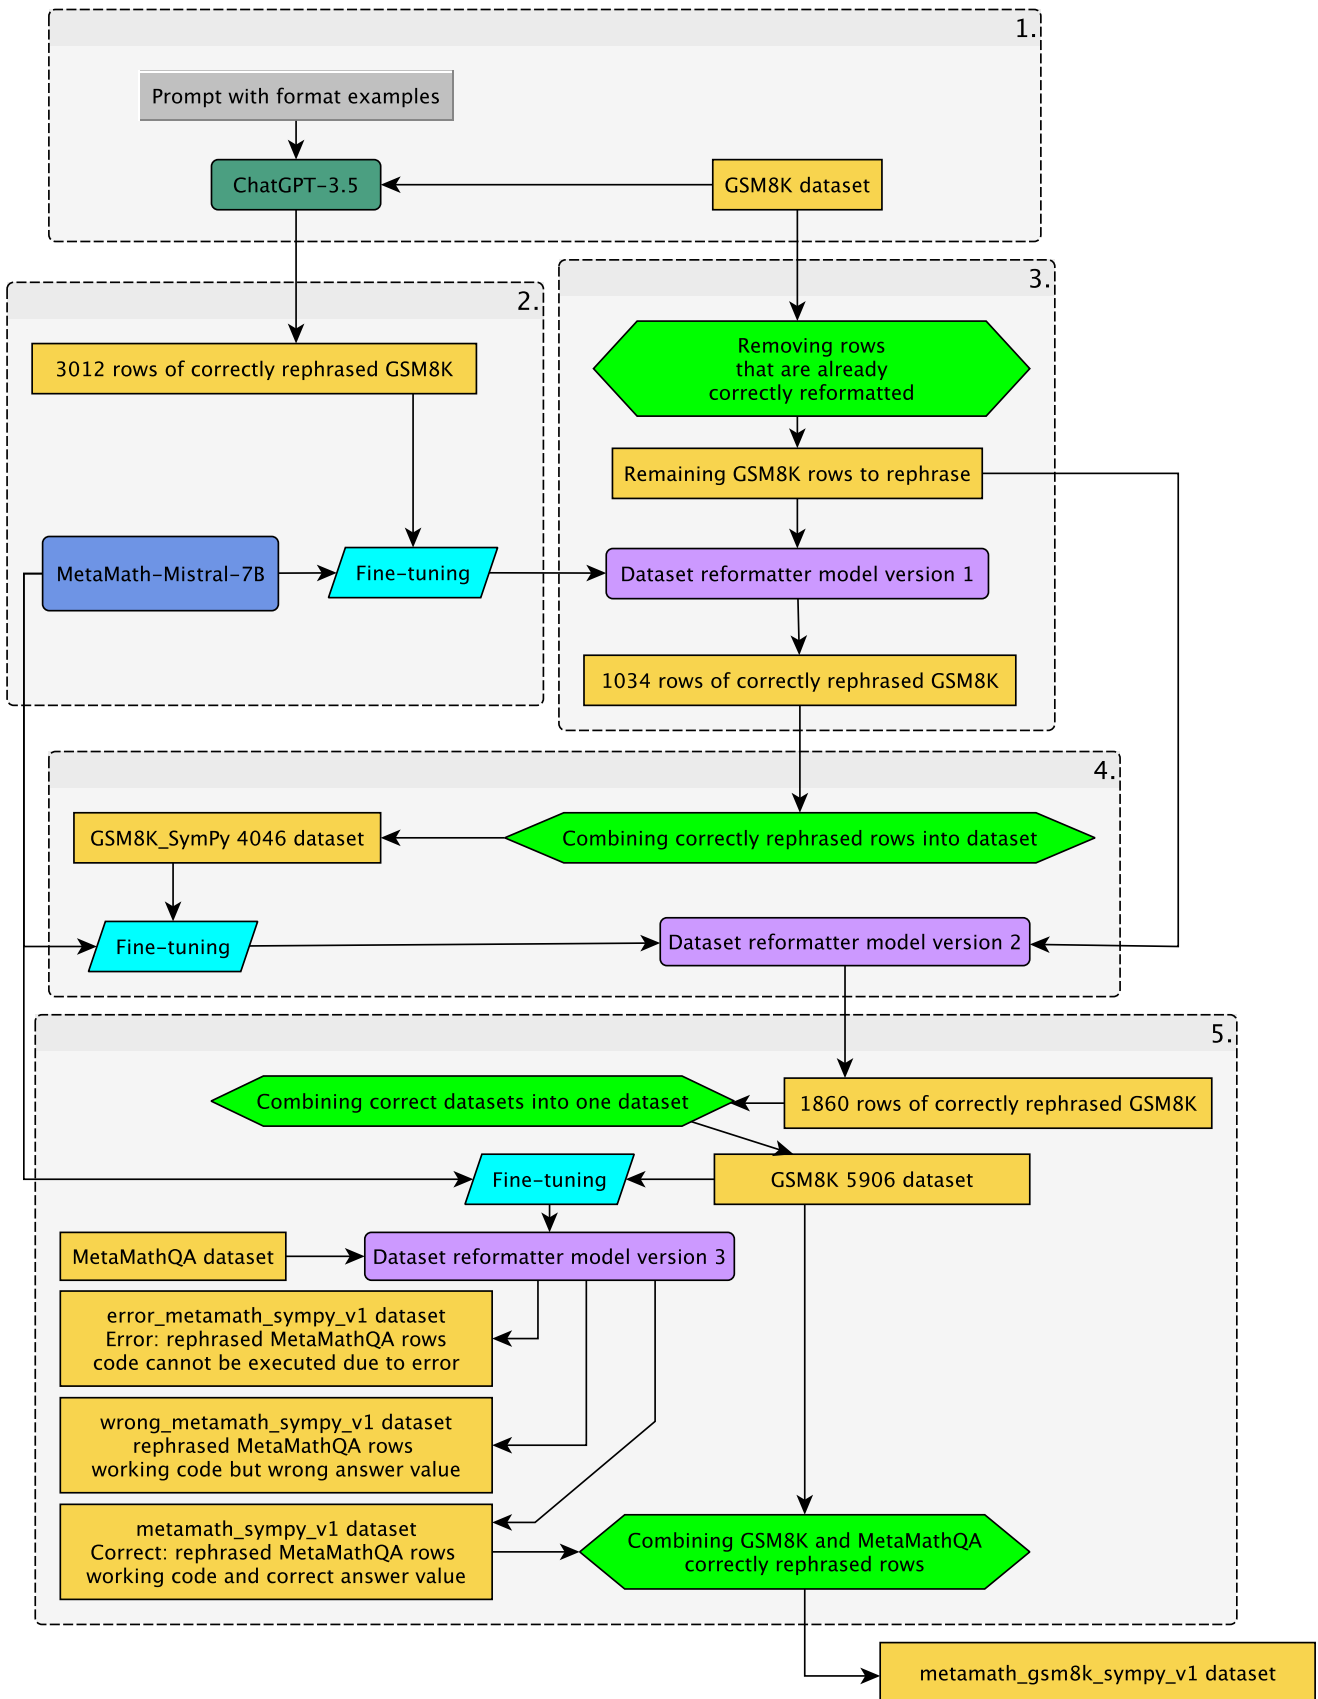 1.
Prompt with format examples
ChatGPT-3.5
GSM8K dataset
2.
3012 rows of correctly rephrased GSM8K
MetaMath-Mistral-7B
Fine-tuning
3.
Removing rows
that are already
correctly reformatted
Remaining GSM8K rows to rephrase
Dataset reformatter model version 1
1034 rows of correctly rephrased GSM8K
4.
GSM8K_SymPy 4046 dataset
Combining correctly rephrased rows into dataset
Fine-tuning
Dataset reformatter model version 2
5.
Combining correct datasets into one dataset
1860 rows of correctly rephrased GSM8K
Fine-tuning
GSM8K 5906 dataset
MetaMathQA dataset
Dataset reformatter model version 3
error_metamath_sympy_v1 dataset
Error: rephrased MetaMathQA rows
code cannot be executed due to error
wrong_metamath_sympy_v1 dataset
rephrased MetaMathQA rows
working code but wrong answer value
metamath_sympy_v1 dataset
Correct: rephrased MetaMathQA rows
working code and correct answer value
Combining GSM8K and MetaMathQA
correctly rephrased rows
metamath_gsm8k_sympy_v1 dataset